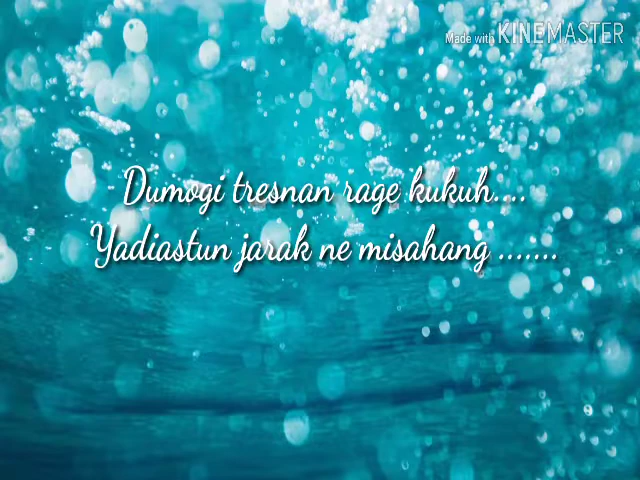 Made with KINEMASTER
Dumogi tresnan rage kukuh....
Yadiastun jarak ne misahang .......